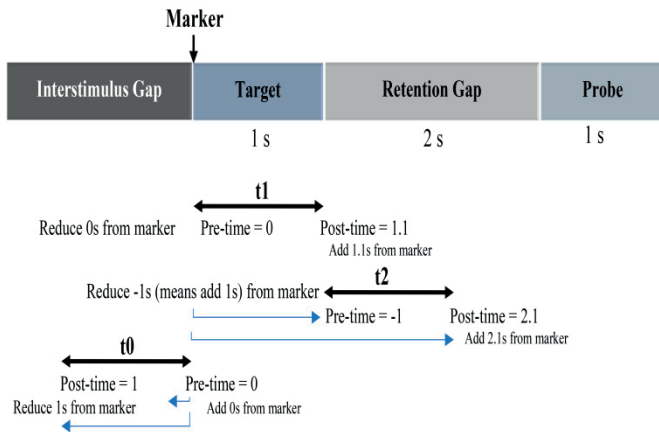 Marker
Interstimulus Gap Target Retention Gap Probe
1 s 2 s 1 s
t1
Reduce 0s from marker Pre-time = 0 Post-time = 1.1
Add 1.1s from marker
t2
Reduce -1s (means add 1s) from marker
Pre-time = -1 Post-time = 2.1
Add 2.1s from marker
t0
Post-time = 1 Pre-time = 0
Reduce 1s from marker Add 0s from marker